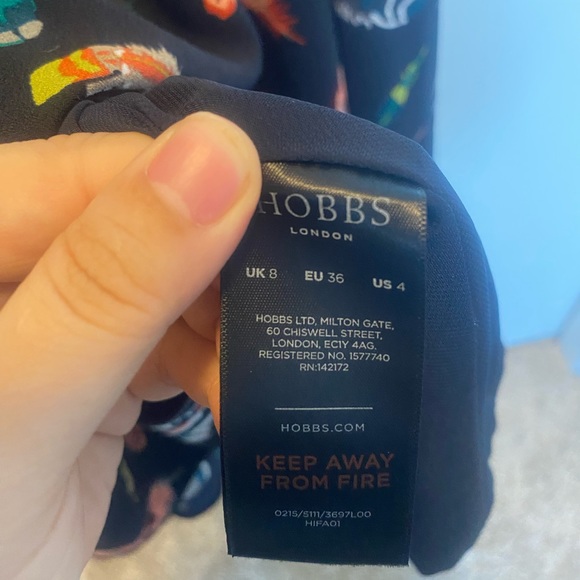 HOBBS
LONDON
UK 8 EU 36 US 4
HOBBS LTD, MILTON GATE,
60 CHISWELL STREET,
LONDON, EC1Y 4AG.
REGISTERED NO. 1577740
RN:142172
HOBBS.COM
KEEP AWAY
FROM FIRE
0215/5111/3697L00
HIFA01